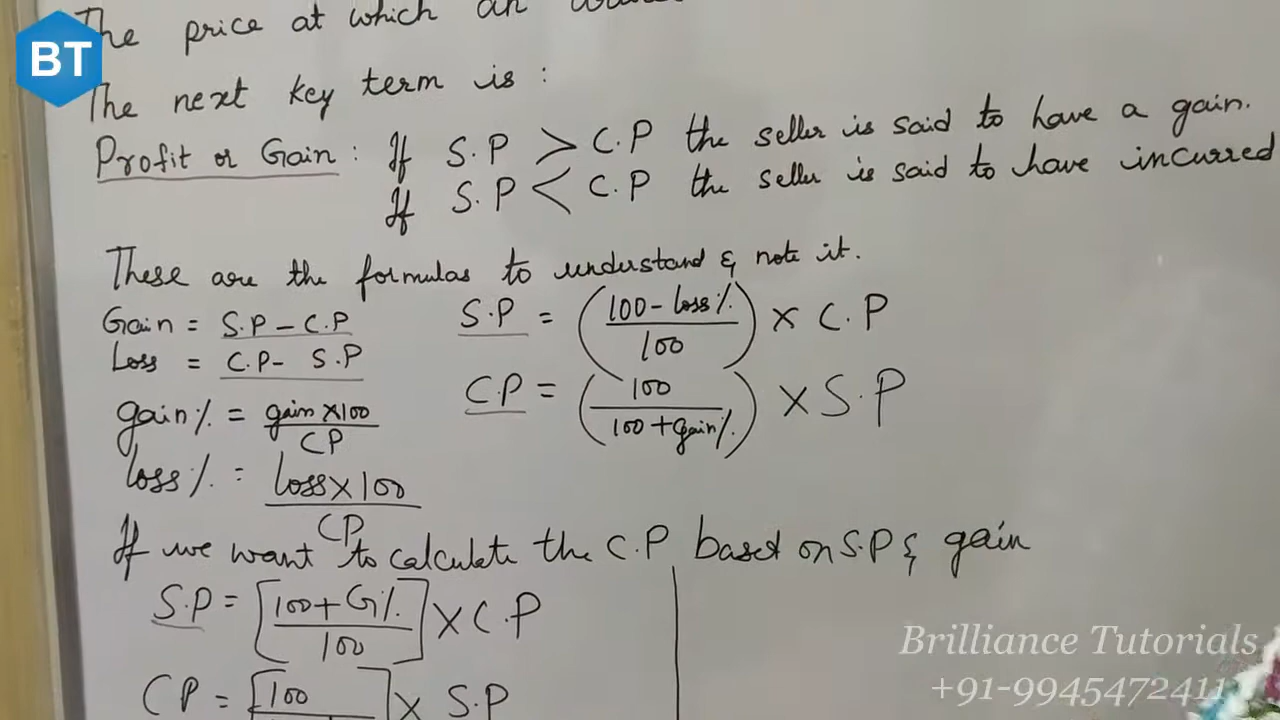 BT
The price at which an
The next key term is :
Profit or Gain : If S.P > C.P the seller is said to have a gain.
If S.P < C.P the seller is said to have incurred
These are the formulas to understand & note it.
Gain = S.P - C.P
Loss = C.P - S.P
gain % = gain x 100 / CP
loss % = Loss x 100 / CP
S.P = (100 - loss % / 100) x C.P
C.P = (100 / 100 + gain %) x S.P
If we want to calculate the C.P based on S.P & gain
S.P = [100 + G % / 100] x C.P
C P = [100 ] x S.P
Brilliance Tutorials
+91-9945472411